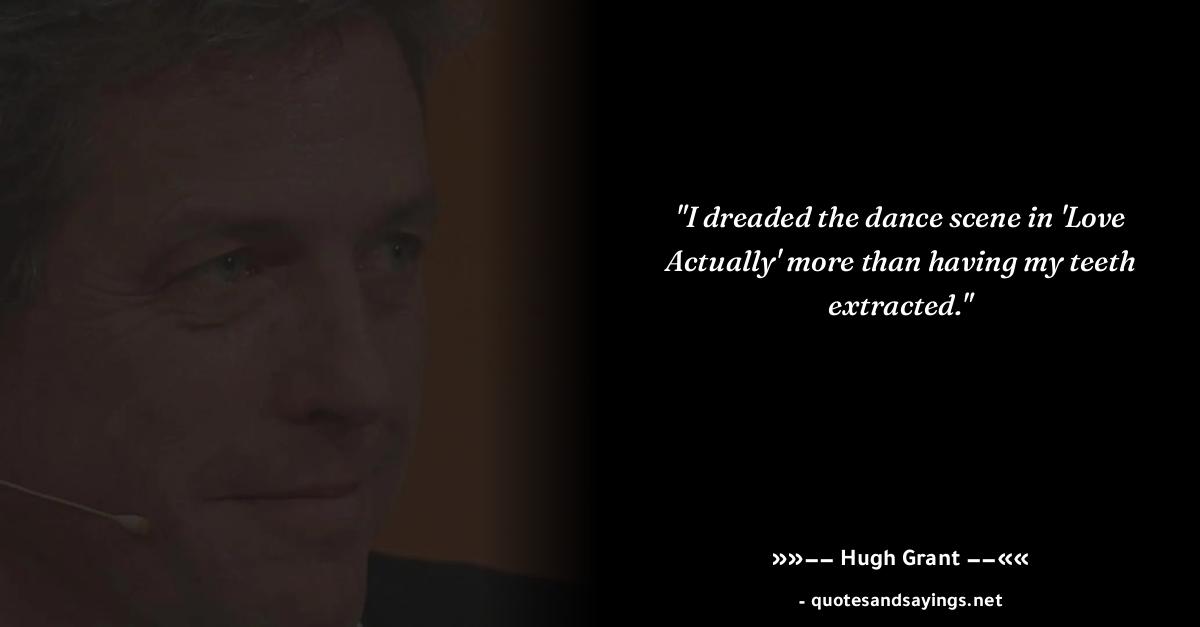 "I dreaded the dance scene in 'Love
Actually' more than having my teeth
extracted."
»»−− Hugh Grant −−««
- quotesandsayings.net